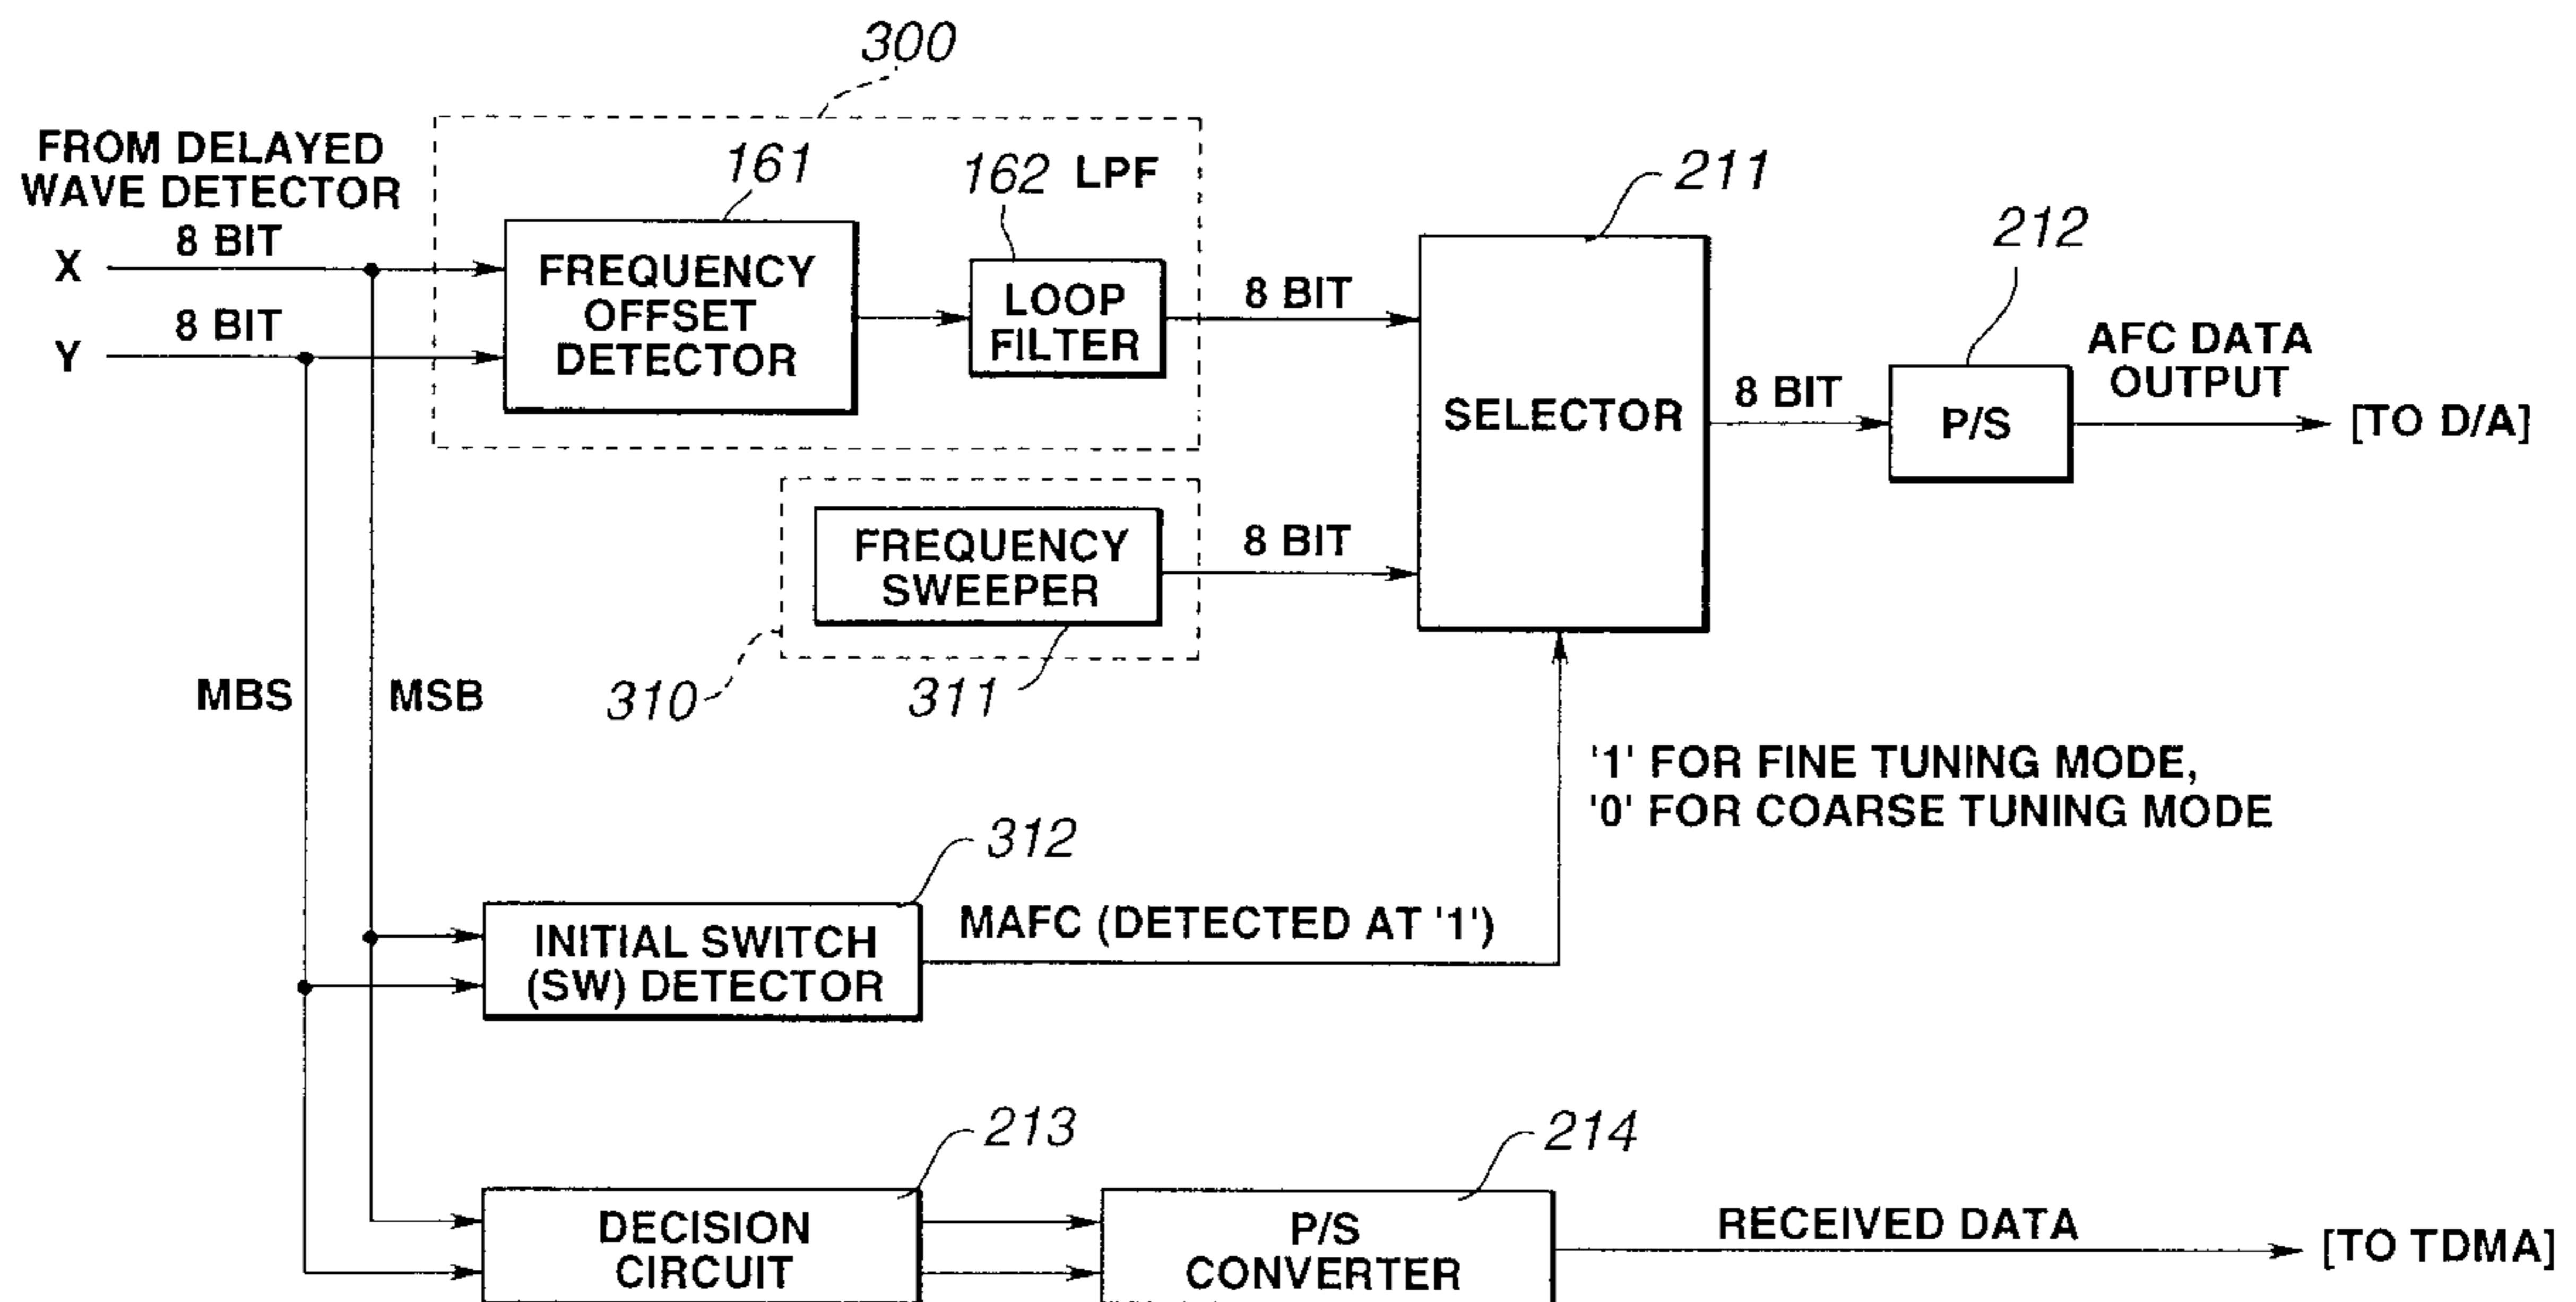 300
FROM DELAYED
WAVE DETECTOR
161
162 LPF
211
212
X
8 BIT
Y
8 BIT
FREQUENCY
OFFSET
DETECTOR
LOOP
FILTER
8 BIT
SELECTOR
8 BIT
P/S
AFC DATA
OUTPUT
[TO D/A]
FREQUENCY
SWEEPER
8 BIT
310
311
MBS
MSB
'1' FOR FINE TUNING MODE,
'0' FOR COARSE TUNING MODE
312
INITIAL SWITCH
(SW) DETECTOR
MAFC (DETECTED AT '1')
213
214
DECISION
CIRCUIT
P/S
CONVERTER
RECEIVED DATA
[TO TDMA]